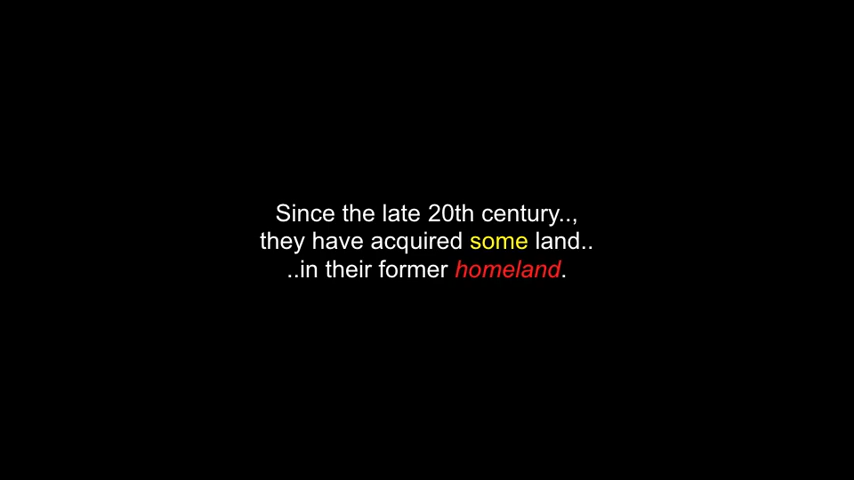 Since the late 20th century..,
they have acquired some land..
..in their former homeland.